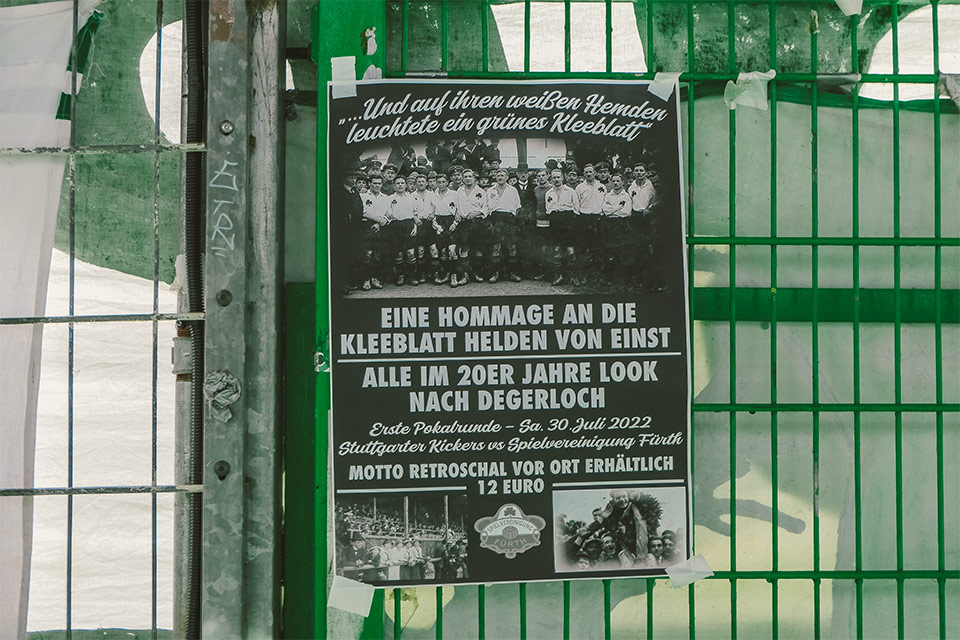 „...Und auf ihren weißen Hemden
leuchtete ein grünes Kleeblatt"
EINE HOMMAGE AN DIE
KLEEBLATT HELDEN VON EINST
ALLE IM 20ER JAHRE LOOK
NACH DEGERLOCH
Erste Pokalrunde – Sa. 30. Juli 2022
Stuttgarter Kickers vs Spielvereinigung Fürth
MOTTO RETROSCHAL VOR ORT ERHÄLTLICH
12 EURO
SPIELVEREINIGUNG
FÜRTH